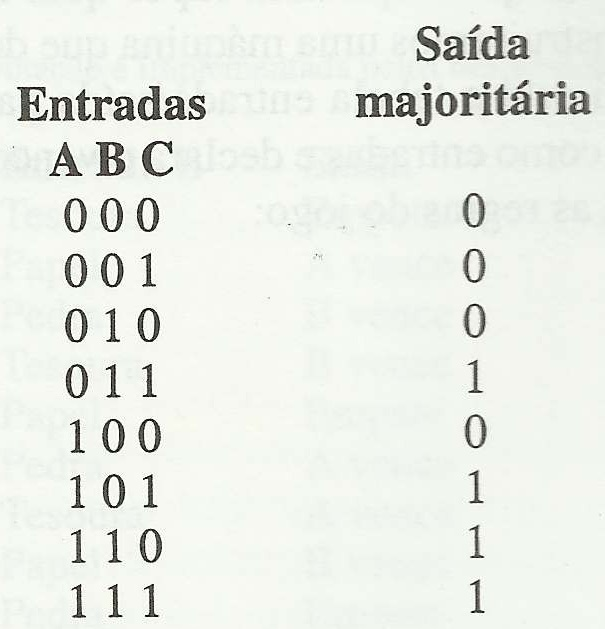 Saída
Entradas majoritária
A B C
0 0 0 0
0 0 1 0
0 1 0 0
0 1 1 1
1 0 0 0
1 0 1 1
1 1 0 1
1 1 1 1